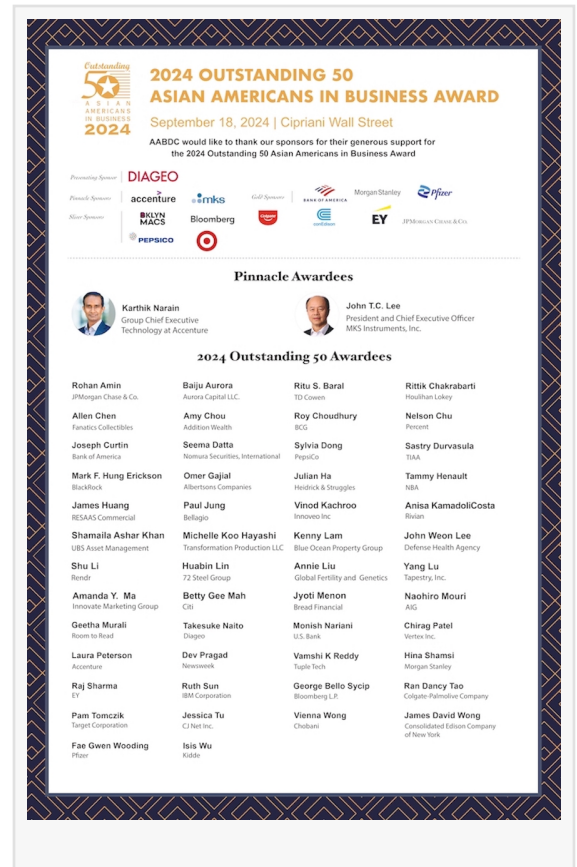 Outstanding
50
ASIAN
AMERICANS
IN BUSINESS
2024
2024 OUTSTANDING 50
ASIAN AMERICANS IN BUSINESS AWARD
September 18, 2024 | Cipriani Wall Street
AABDC would like to thank our sponsors for their generous support for
the 2024 Outstanding 50 Asian Americans in Business Award
Presenting Sponsor DIAGEO
Pinnacle Sponsors accenture mks Gold Sponsors BANK OF AMERICA Morgan Stanley Pfizer
Silver Sponsors BKLYN MACS Bloomberg Colgate conEdison EY JPMORGAN CHASE & CO.
PEPSICO
Pinnacle Awardees
Karthik Narain
Group Chief Executive
Technology at Accenture
John T.C. Lee
President and Chief Executive Officer
MKS Instruments, Inc.
2024 Outstanding 50 Awardees
Rohan Amin Baiju Aurora Ritu S. Baral Rittik Chakrabarti
JPMorgan Chase & Co. Aurora Capital LLC. TD Cowen Houlihan Lokey
Allen Chen Amy Chou Roy Choudhury Nelson Chu
Fanatics Collectibles Addition Wealth BCG Percent
Joseph Curtin Seema Datta Sylvia Dong Sastry Durvasula
Bank of America Nomura Securities, International PepsiCo TIAA
Mark F. Hung Erickson Omer Gajial Julian Ha Tammy Henault
BlackRock Albertsons Companies Heidrick & Struggles NBA
James Huang Paul Jung Vinod Kachroo Anisa KamadoliCosta
RESAAS Commercial Bellagio Innoveo Inc Rivian
Shamaila Ashar Khan Michelle Koo Hayashi Kenny Lam John Weon Lee
UBS Asset Management Transformation Production LLC Blue Ocean Property Group Defense Health Agency
Shu Li Huabin Lin Annie Liu Yang Lu
Rendr 72 Steel Group Global Fertility and Genetics Tapestry, Inc.
Amanda Y. Ma Betty Gee Mah Jyoti Menon Naohiro Mouri
Innovate Marketing Group Citi Bread Financial AIG
Geetha Murali Takesuke Naito Monish Nariani Chirag Patel
Room to Read Diageo U.S. Bank Vertex Inc.
Laura Peterson Dev Pragad Vamshi K Reddy Hina Shamsi
Accenture Newsweek Tuple Tech Morgan Stanley
Raj Sharma Ruth Sun George Bello Sycip Ran Dancy Tao
EY IBM Corporation Bloomberg L.P. Colgate-Palmolive Company
Pam Tomczik Jessica Tu Vienna Wong James David Wong
Target Corporation CJ Net Inc. Chobani Consolidated Edison Company
of New York
Fae Gwen Wooding Isis Wu
Pfizer Kidde